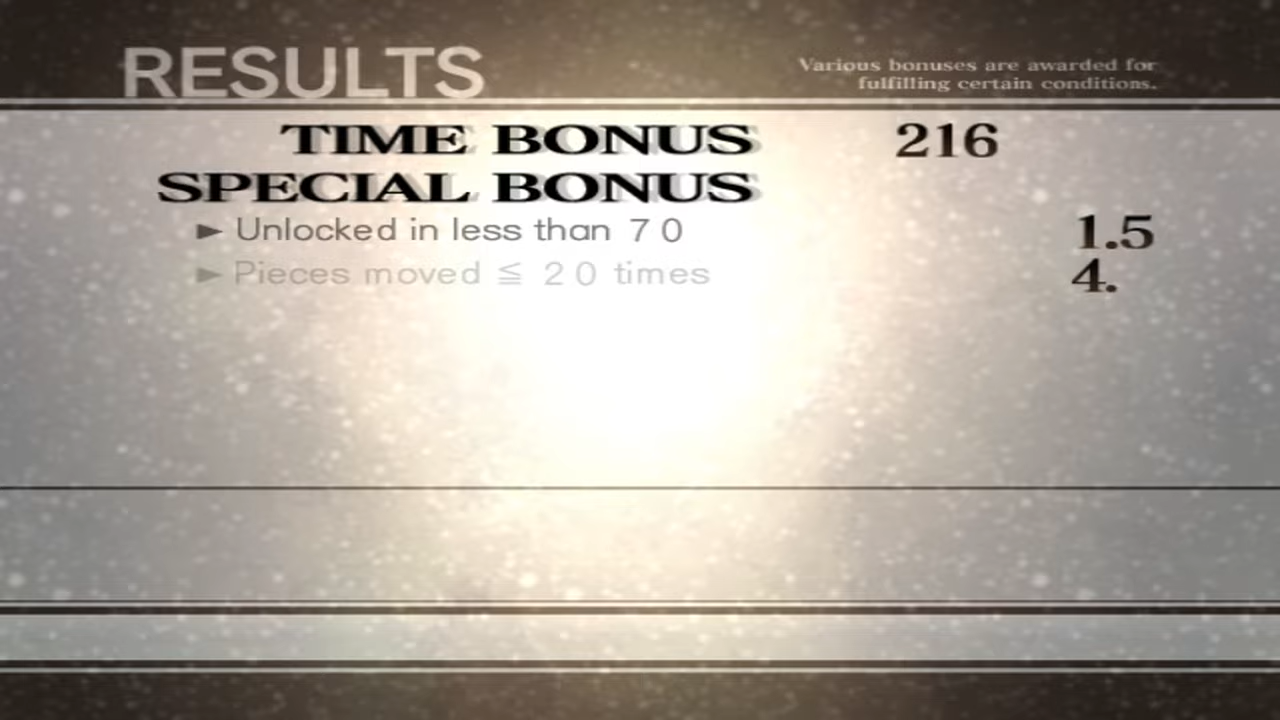 RESULTS
Various bonuses are awarded for
fulfilling certain conditions.
TIME BONUS 216
SPECIAL BONUS
► Unlocked in less than 70 1.5
► Pieces moved ≦ 20 times 4.